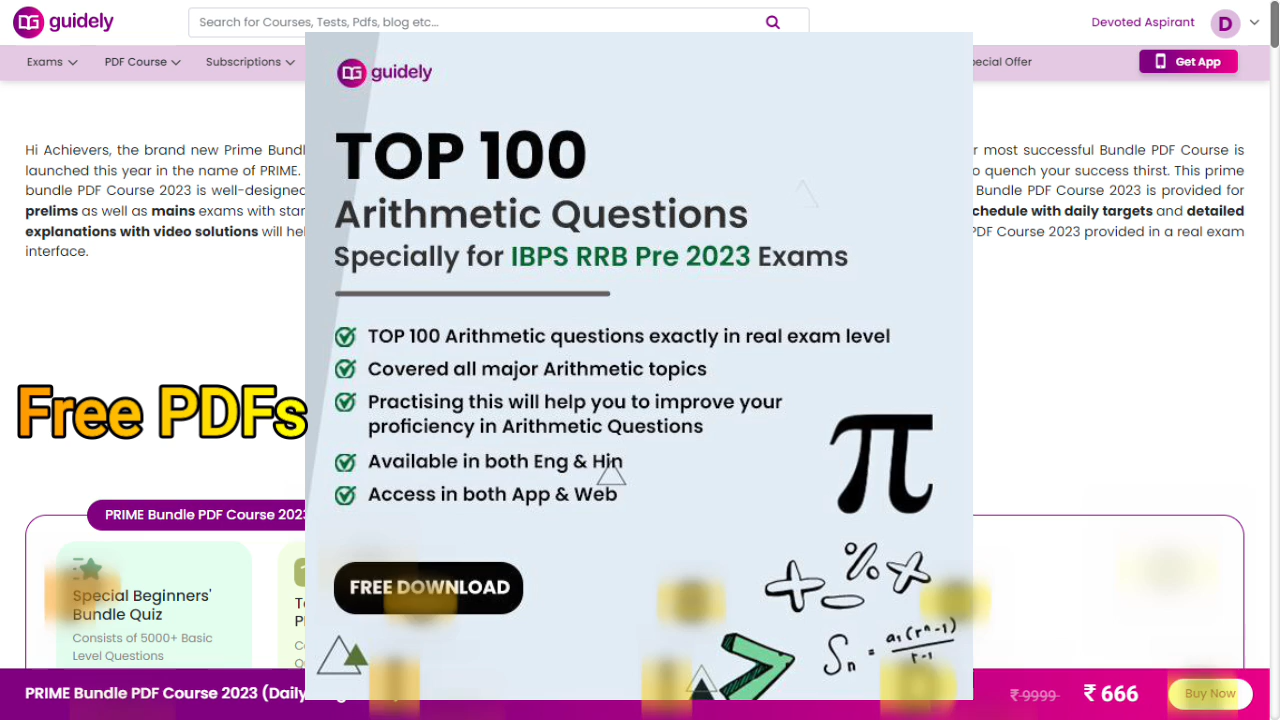 guidely
Search for Courses, Tests, Pdfs, blog etc...
Devoted Aspirant
D
Exams
PDF Course
Subscriptions
Offer
Get App
guidely
TOP 100
Arithmetic Questions
Specially for IBPS RRB Pre 2023 Exams
TOP 100 Arithmetic questions exactly in real exam level
Covered all major Arithmetic topics
Practising this will help you to improve your
proficiency in Arithmetic Questions
Available in both Eng & Hin
Access in both App & Web
FREE DOWNLOAD
π
+ % × −
Sn = a1(rⁿ-1)
r-1
Hi Achievers, the brand new Prime
most successful Bundle PDF Course is
launched this year in the name of PRIME.
quench your success thirst. This prime
bundle PDF Course 2023 is well-designed
Bundle PDF Course 2023 is provided for
prelims as well as mains exams with
schedule with daily targets and detailed
explanations with video solutions will
PDF Course 2023 provided in a real exam
interface.
Free PDFs
PRIME Bundle PDF Course 2023
Special Beginners'
Bundle Quiz
Consists of 5000+ Basic
Level Questions
PRIME Bundle PDF Course 2023
₹ 9999
₹ 666
Buy Now